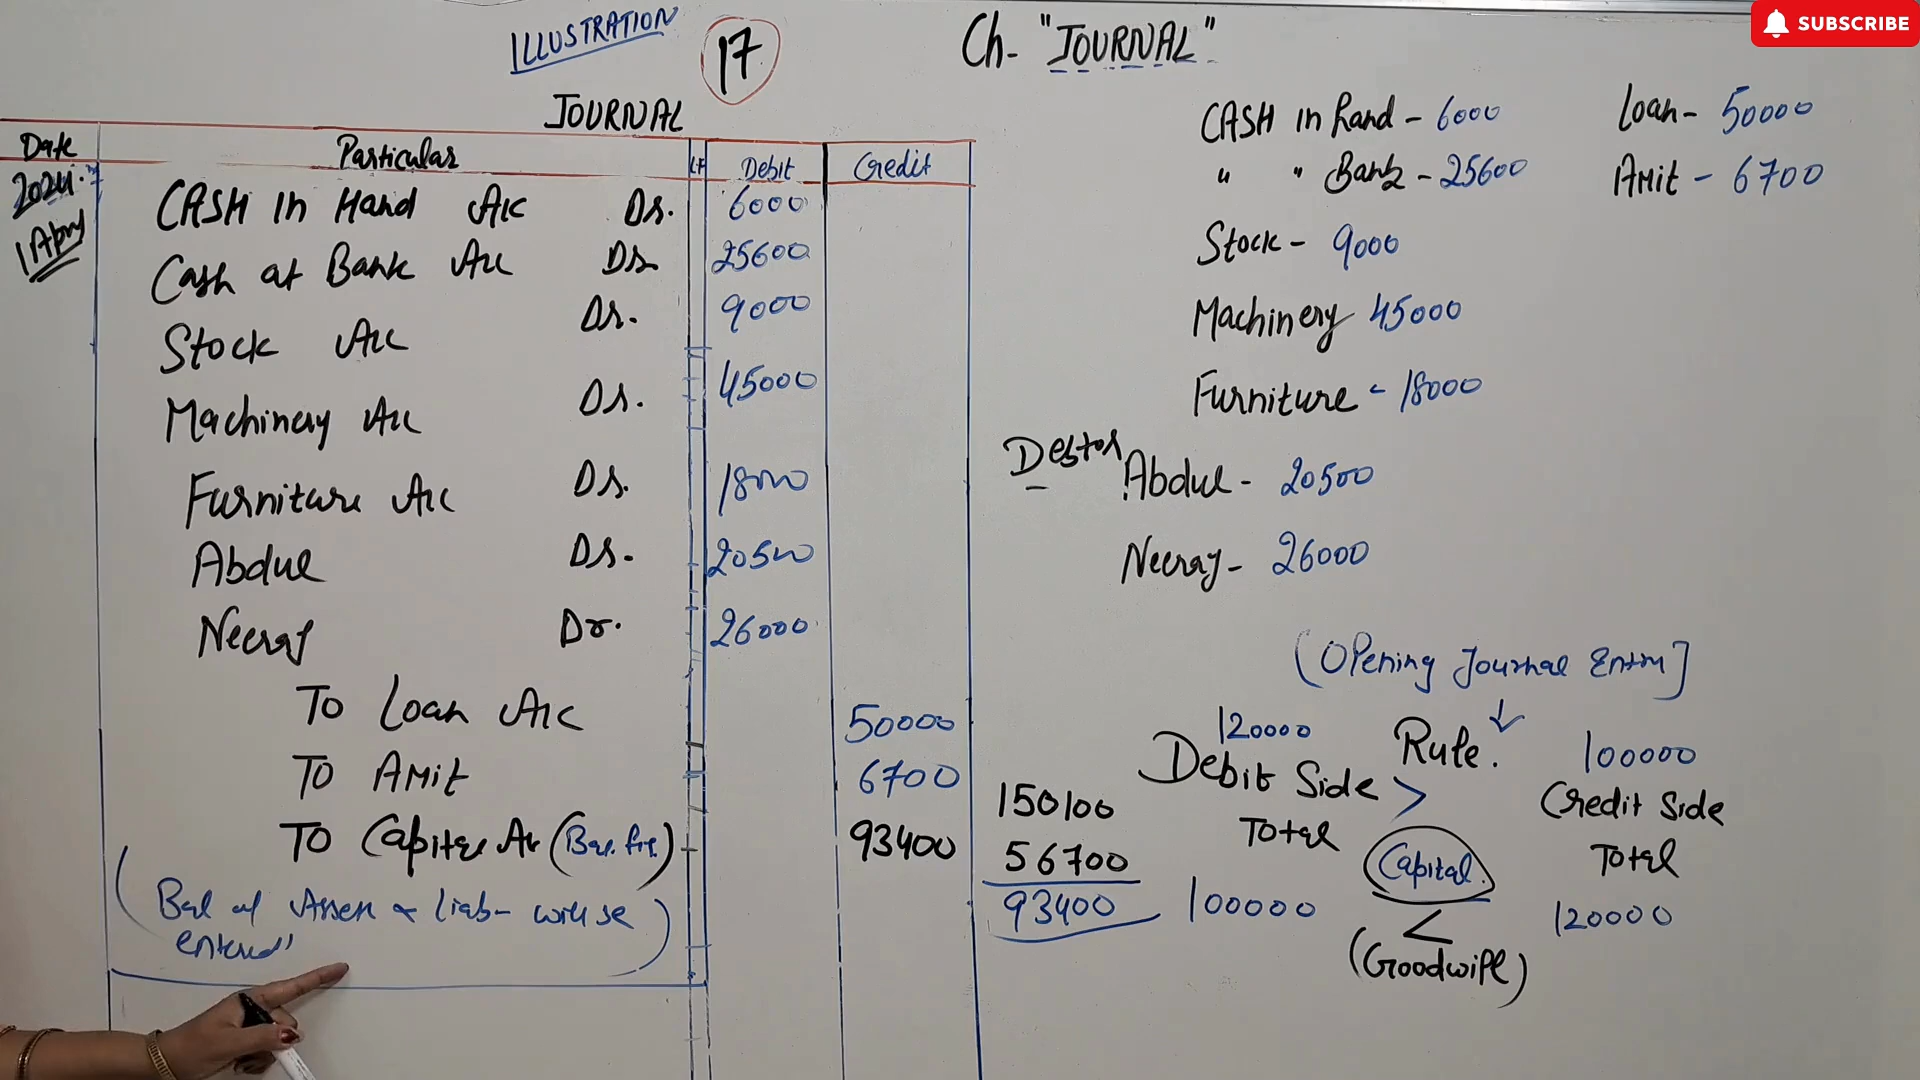 ILLUSTRATION 17 Ch- "JOURNAL"
SUBSCRIBE
JOURNAL
Date Particular LF Debit Credit
2024
1 April
CASH In Hand A/c Dr. 6000
Cash at Bank A/c Dr. 25600
Stock A/c Dr. 9000
Machinery A/c Dr. 45000
Furniture A/c Dr. 18000
Abdul Dr. 20500
Neeraj Dr. 26000
To Loan A/c 50000
To Amit 6700
To Capital A/c (Bal. fig.) 93400
(Bal of Assets & Liab- will be
entered)
150100
56700
93400
CASH in hand - 6000
" " Bank - 25600
Stock - 9000
Machinery 45000
Furniture - 18000
Debtor Abdul - 20500
Neeraj - 26000
Loan - 50000
Amit - 6700
(Opening Journal Entry]
Rule.
120000 100000
Debit Side > Credit Side
Total Total
Capital.
100000 < 120000
(Goodwill)